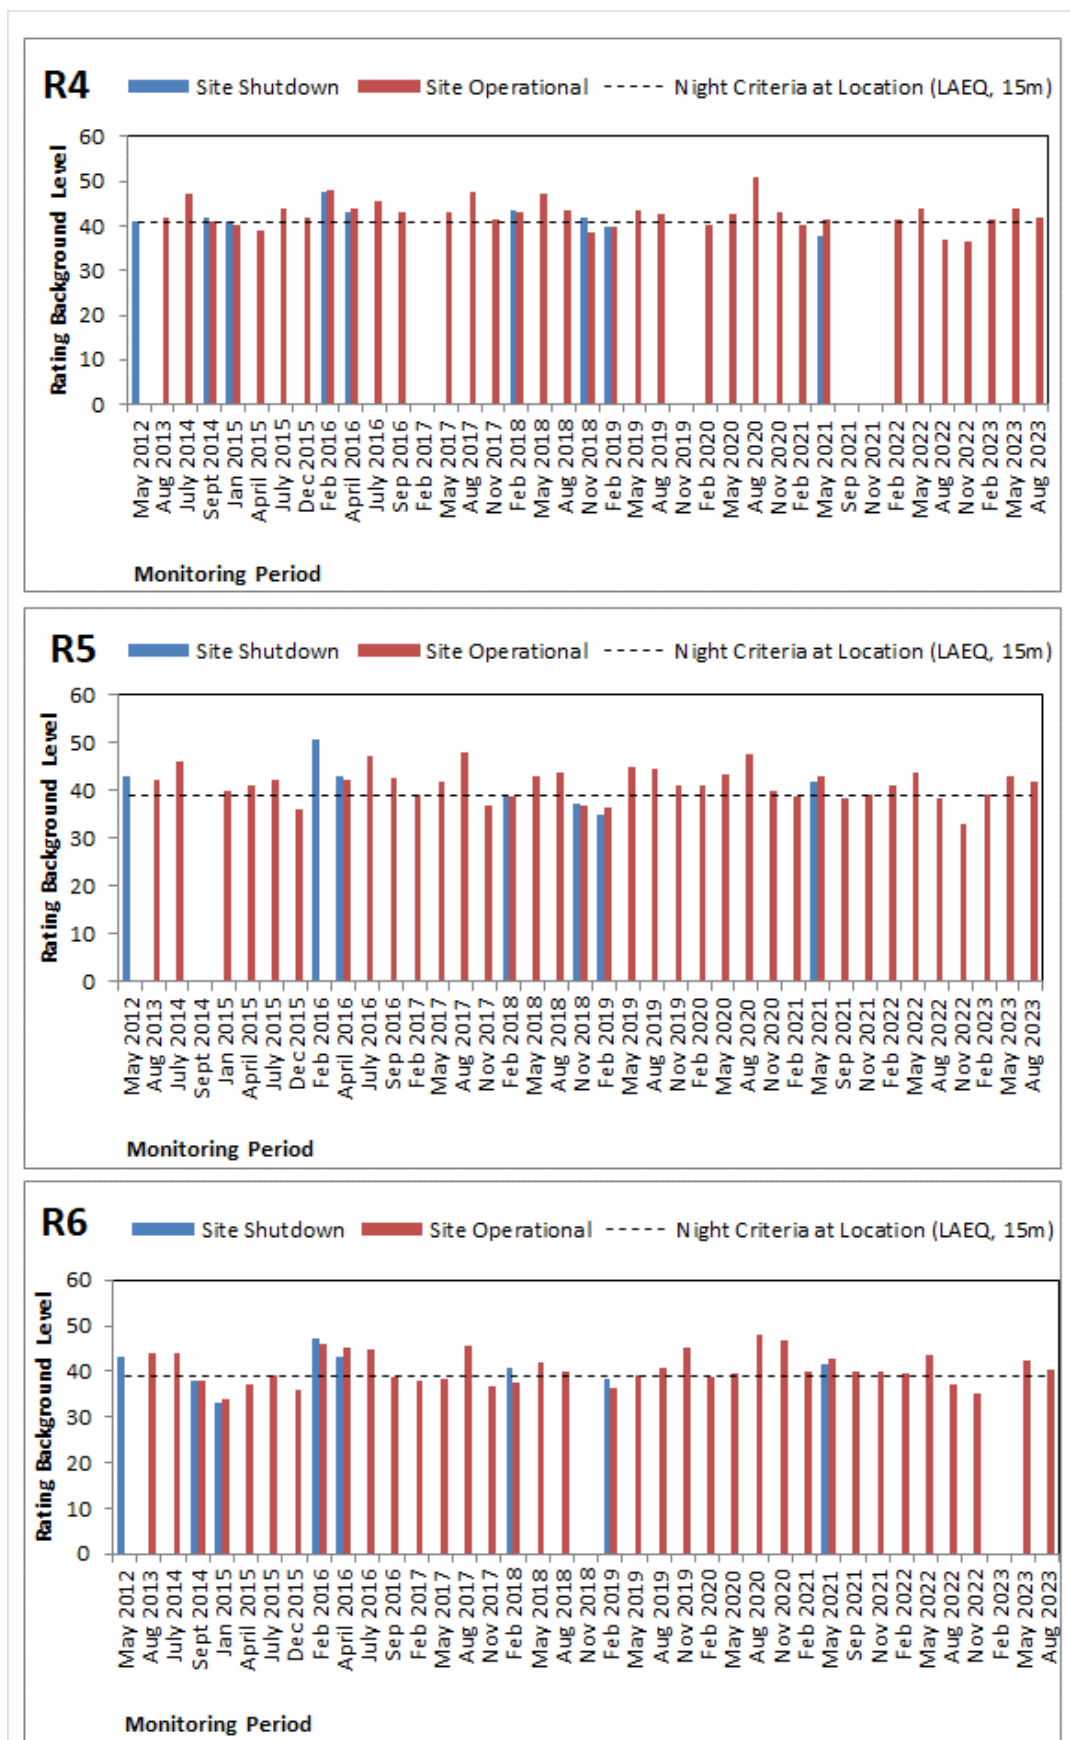 R4 Site Shutdown Site Operational Night Criteria at Location (LAEQ, 15m)
Rating Background Level
60
50
40
30
20
10
0
May 2012
Aug 2013
July 2014
Sept 2014
Jan 2015
April 2015
July 2015
Dec 2015
Feb 2016
April 2016
July 2016
Sep 2016
Feb 2017
May 2017
Aug 2017
Nov 2017
Feb 2018
May 2018
Aug 2018
Nov 2018
Feb 2019
May 2019
Aug 2019
Nov 2019
Feb 2020
May 2020
Aug 2020
Nov 2020
Feb 2021
May 2021
Sep 2021
Nov 2021
Feb 2022
May 2022
Aug 2022
Nov 2022
Feb 2023
May 2023
Aug 2023
Monitoring Period
R5 Site Shutdown Site Operational Night Criteria at Location (LAEQ, 15m)
Rating Background Level
60
50
40
30
20
10
0
May 2012
Aug 2013
July 2014
Sept 2014
Jan 2015
April 2015
July 2015
Dec 2015
Feb 2016
April 2016
July 2016
Sep 2016
Feb 2017
May 2017
Aug 2017
Nov 2017
Feb 2018
May 2018
Aug 2018
Nov 2018
Feb 2019
May 2019
Aug 2019
Nov 2019
Feb 2020
May 2020
Aug 2020
Nov 2020
Feb 2021
May 2021
Sep 2021
Nov 2021
Feb 2022
May 2022
Aug 2022
Nov 2022
Feb 2023
May 2023
Aug 2023
Monitoring Period
R6 Site Shutdown Site Operational Night Criteria at Location (LAEQ, 15m)
Rating Background Level
60
50
40
30
20
10
0
May 2012
Aug 2013
July 2014
Sept 2014
Jan 2015
April 2015
July 2015
Dec 2015
Feb 2016
April 2016
July 2016
Sep 2016
Feb 2017
May 2017
Aug 2017
Nov 2017
Feb 2018
May 2018
Aug 2018
Nov 2018
Feb 2019
May 2019
Aug 2019
Nov 2019
Feb 2020
May 2020
Aug 2020
Nov 2020
Feb 2021
May 2021
Sep 2021
Nov 2021
Feb 2022
May 2022
Aug 2022
Nov 2022
Feb 2023
May 2023
Aug 2023
Monitoring Period